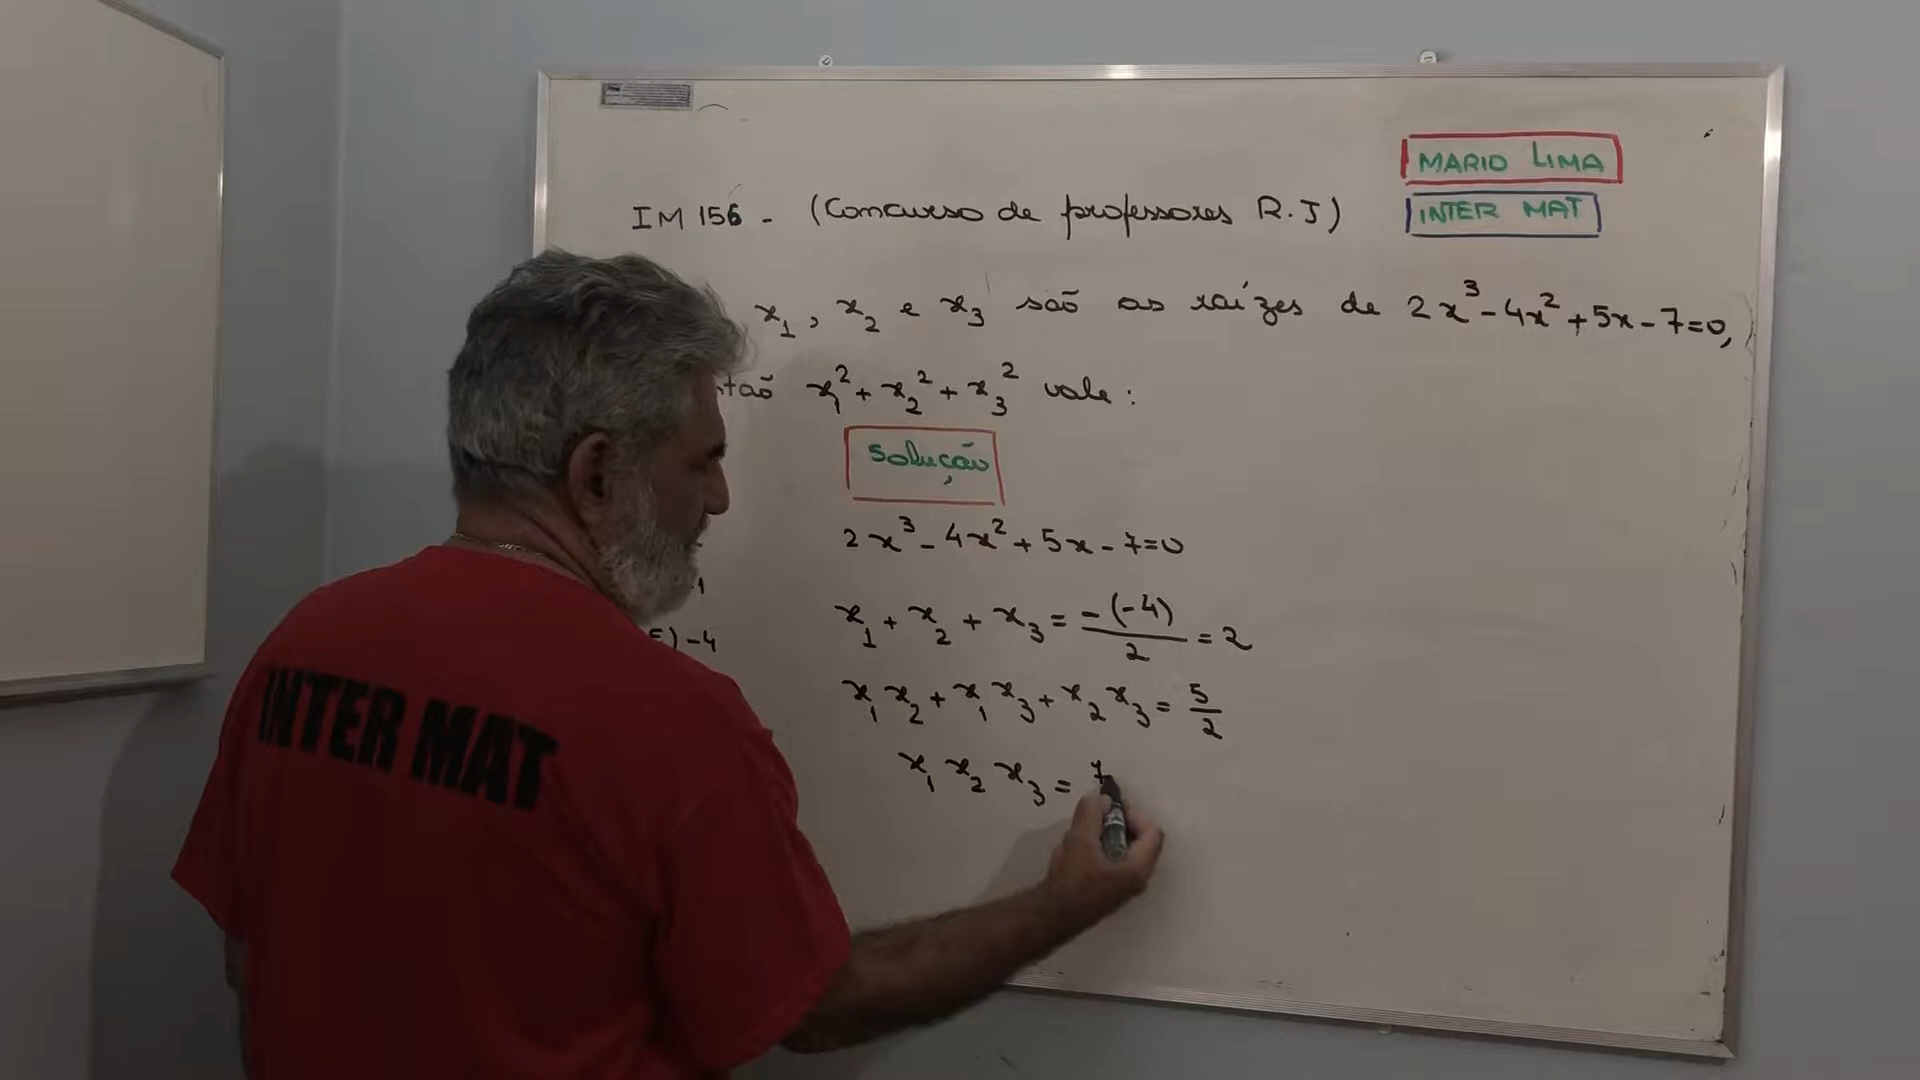 MARIO LIMA
INTER MAT
IM 156 - (Concurso de professores R.J)
x₁, x₂ e x₃ são as raízes de 2x³ - 4x² + 5x - 7 = 0,
x₁² + x₂² + x₃² vale:
Solução
2x³ - 4x² + 5x - 7 = 0
x₁ + x₂ + x₃ = -(-4)/2 = 2
) - 4
x₁x₂ + x₁x₃ + x₂x₃ = 5/2
x₁x₂x₃ = 7
INTER MAT